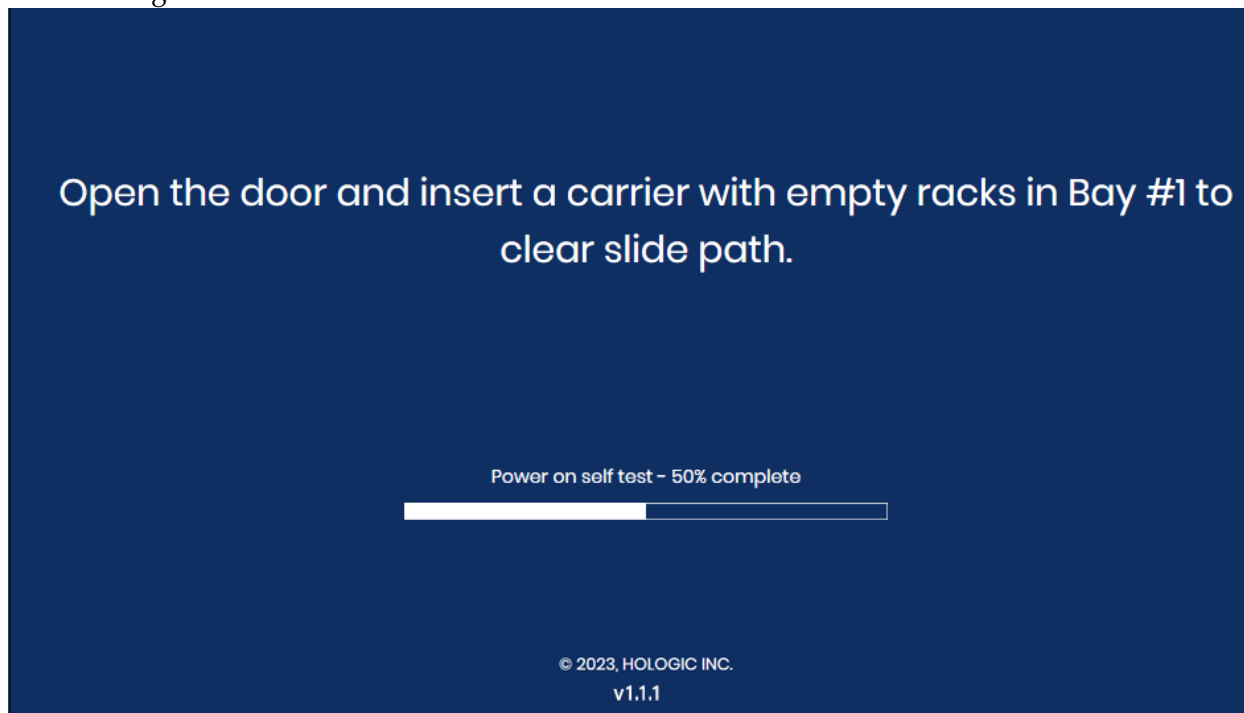 Open the door and insert a carrier with empty racks in Bay #1 to
clear slide path.
Power on self test - 50% complete
© 2023, HOLOGIC INC.
v1.1.1